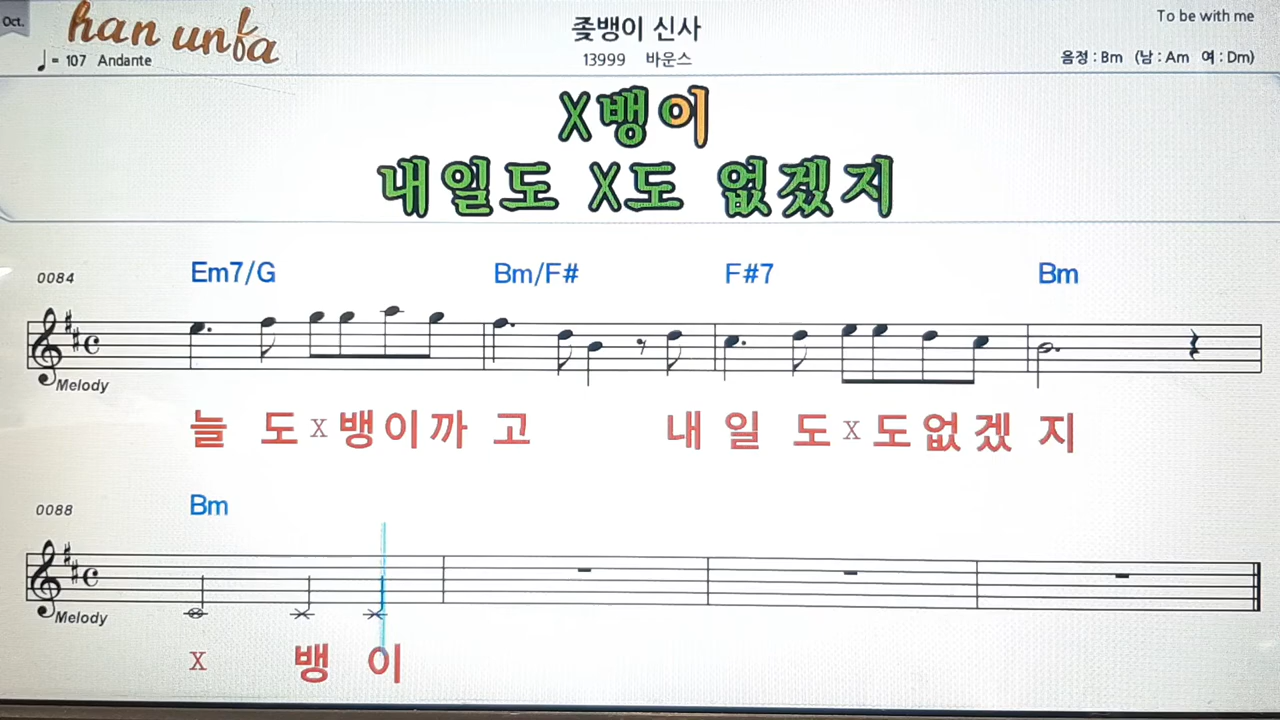 Oct.
han unfa
♩= 107 Andante
좆뱅이 신사
13999 바운스
To be with me
음정 : Bm (남 : Am 여 : Dm)
X뱅이
내일도 X도 없겠지
0084
Em7/G Bm/F# F#7 Bm
Melody
늘 도x뱅이까 고 내 일 도x도없겠 지
0088
Bm
Melody
x 뱅 이